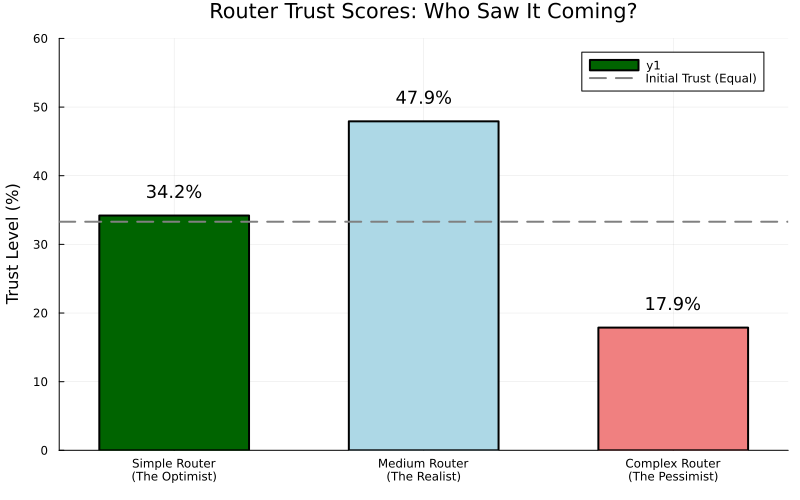 Router Trust Scores: Who Saw It Coming?
Trust Level (%)
60
50
40
30
20
10
0
y1
Initial Trust (Equal)
34.2%
47.9%
17.9%
Simple Router
(The Optimist)
Medium Router
(The Realist)
Complex Router
(The Pessimist)